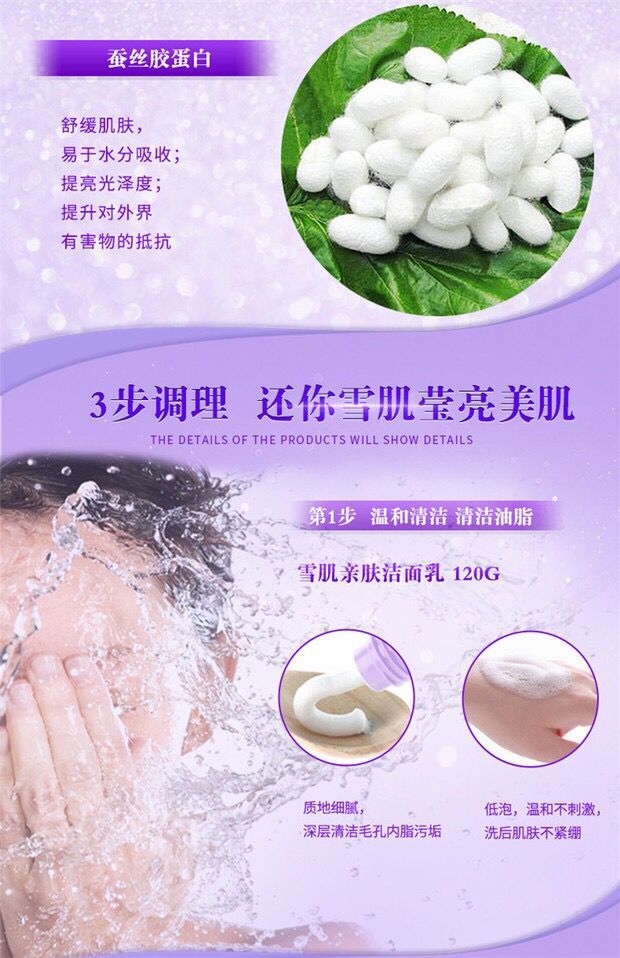 蚕丝胶蛋白
舒缓肌肤，
易于水分吸收；
提亮光泽度；
提升对外界
有害物的抵抗
3步调理 还你雪肌莹亮美肌
THE DETAILS OF THE PRODUCTS WILL SHOW DETAILS
第1步 温和清洁 清洁油脂
雪肌亲肤洁面乳 120G
质地细腻，
深层清洁毛孔内脂污垢
低泡，温和不刺激，
洗后肌肤不紧绷